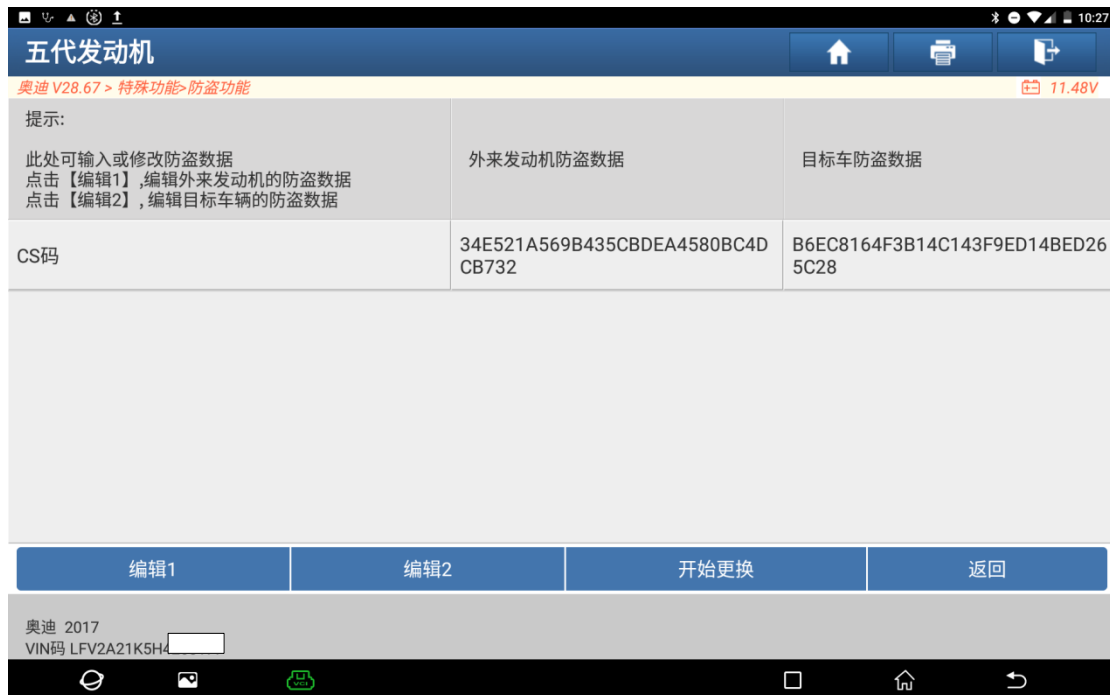 10:27
五代发动机
奥迪 V28.67 > 特殊功能>防盗功能
11.48V
提示:
此处可输入或修改防盗数据
点击【编辑1】,编辑外来发动机的防盗数据
点击【编辑2】, 编辑目标车辆的防盗数据
外来发动机防盗数据
目标车防盗数据
CS码
34E521A569B435CBDEA4580BC4D
CB732
B6EC8164F3B14C143F9ED14BED26
5C28
编辑1
编辑2
开始更换
返回
奥迪 2017
VIN码 LFV2A21K5H4
VCI